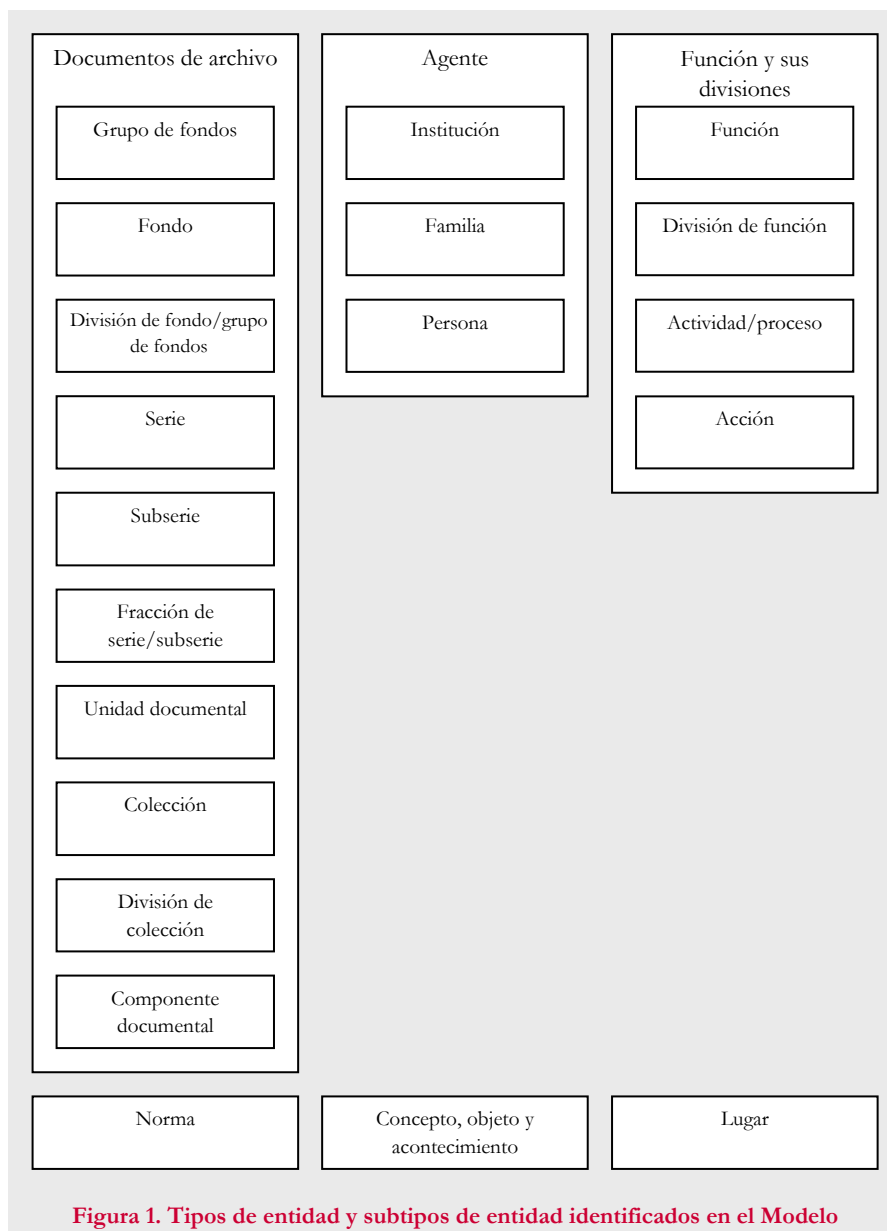 Documentos de archivo
Grupo de fondos
Fondo
División de fondo/grupo
de fondos
Serie
Subserie
Fracción de
serie/subserie
Unidad documental
Colección
División de
colección
Componente
documental
Agente
Institución
Familia
Persona
Función y sus
divisiones
Función
División de función
Actividad/proceso
Acción
Norma
Concepto, objeto y
acontecimiento
Lugar
Figura 1. Tipos de entidad y subtipos de entidad identificados en el Modelo